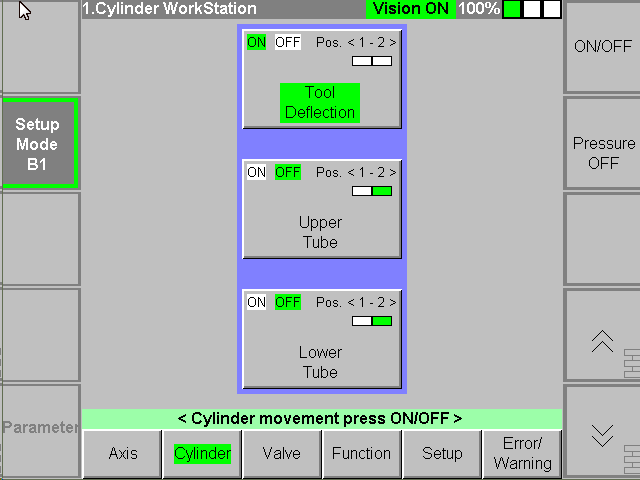 1.Cylinder WorkStation Vision ON 100%
ON OFF Pos. < 1 - 2 >
Tool
Deflection
ON OFF Pos. < 1 - 2 >
Upper
Tube
ON OFF Pos. < 1 - 2 >
Lower
Tube
Setup
Mode
B1
Parameter
ON/OFF
Pressure
OFF
< Cylinder movement press ON/OFF >
Axis
Cylinder
Valve
Function
Setup
Error/
Warning